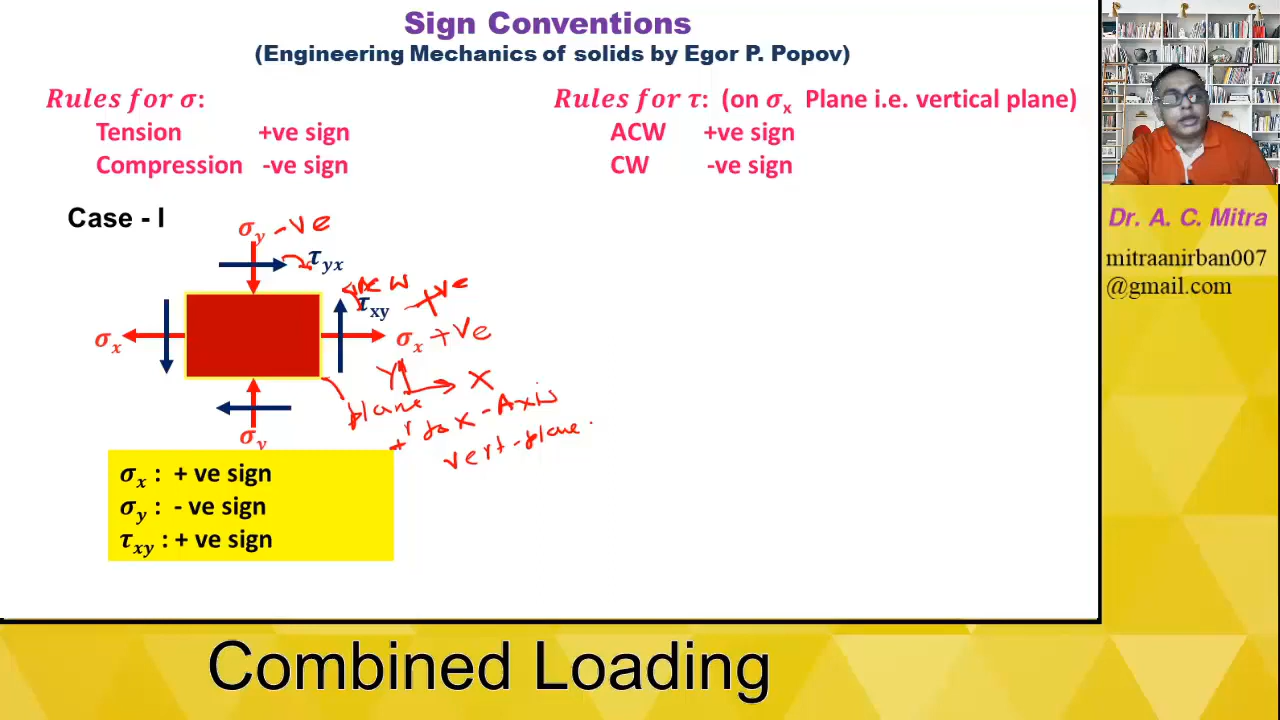 Sign Conventions
(Engineering Mechanics of solids by Egor P. Popov)
Rules for σ:
Tension +ve sign
Compression -ve sign
Rules for τ: (on σx Plane i.e. vertical plane)
ACW +ve sign
CW -ve sign
Dr. A. C. Mitra
mitraanirban007
@gmail.com
Case - I
σy -ve
τyx
ACW
τxy +ve
σx
σx +ve
Y X
plane
to X-Axis
vert-plane.
σy
σx : + ve sign
σy : - ve sign
τxy : + ve sign
Combined Loading